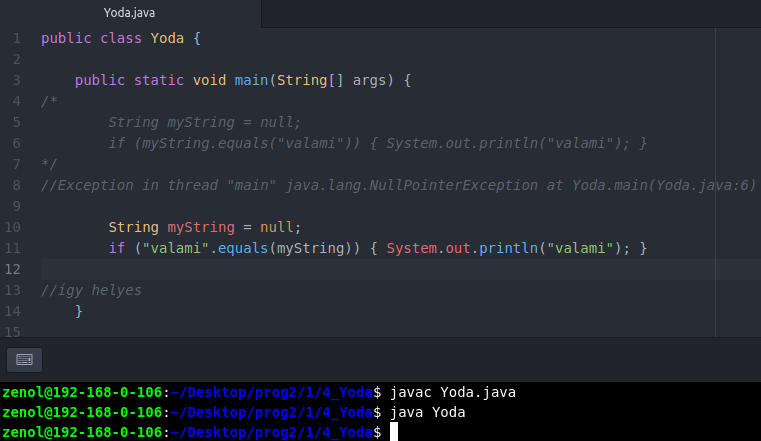 Yoda.java
1 public class Yoda {
2
3 public static void main(String[] args) {
4 /*
5 String myString = null;
6 if (myString.equals("valami")) { System.out.println("valami"); }
7 */
8 //Exception in thread "main" java.lang.NullPointerException at Yoda.main(Yoda.java:6)
9
10 String myString = null;
11 if ("valami".equals(myString)) { System.out.println("valami"); }
12
13 //így helyes
14 }
15
zenol@192-168-0-106:~/Desktop/prog2/1/4_Yoda$ javac Yoda.java
zenol@192-168-0-106:~/Desktop/prog2/1/4_Yoda$ java Yoda
zenol@192-168-0-106:~/Desktop/prog2/1/4_Yoda$